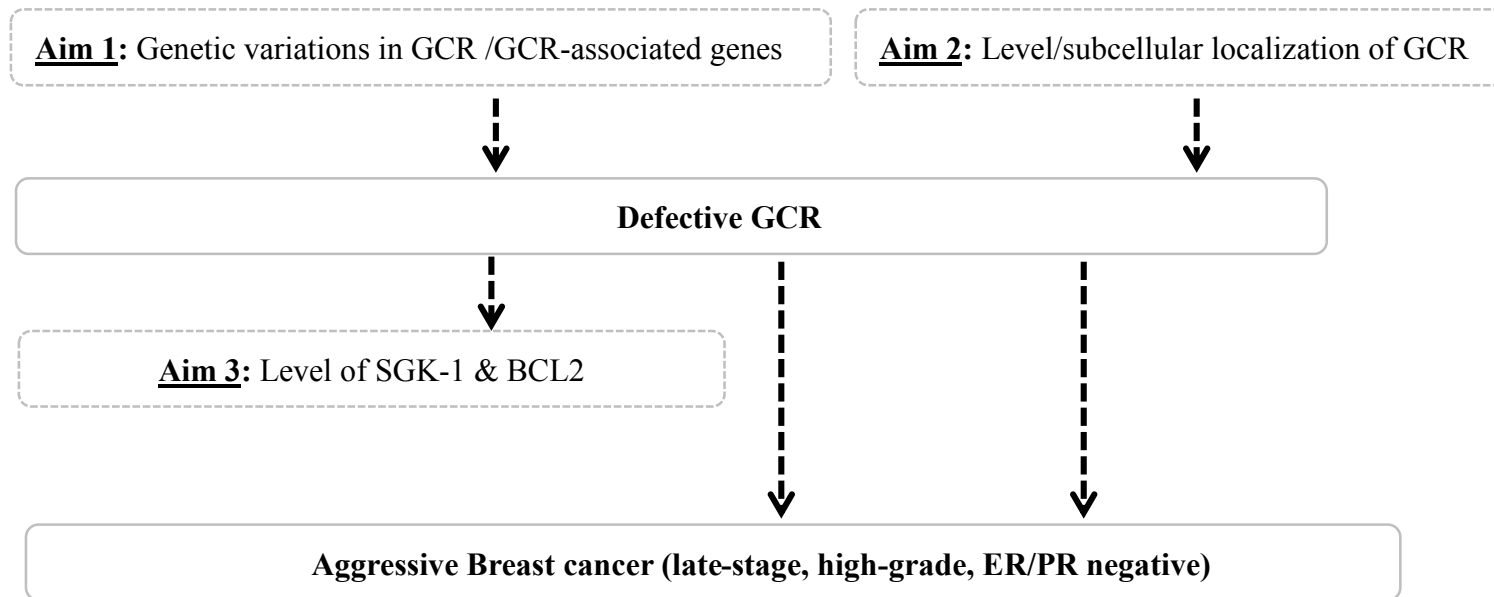 Aim 1: Genetic variations in GCR /GCR-associated genes
Aim 2: Level/subcellular localization of GCR
Defective GCR
Aim 3: Level of SGK-1 & BCL2
Aggressive Breast cancer (late-stage, high-grade, ER/PR negative)